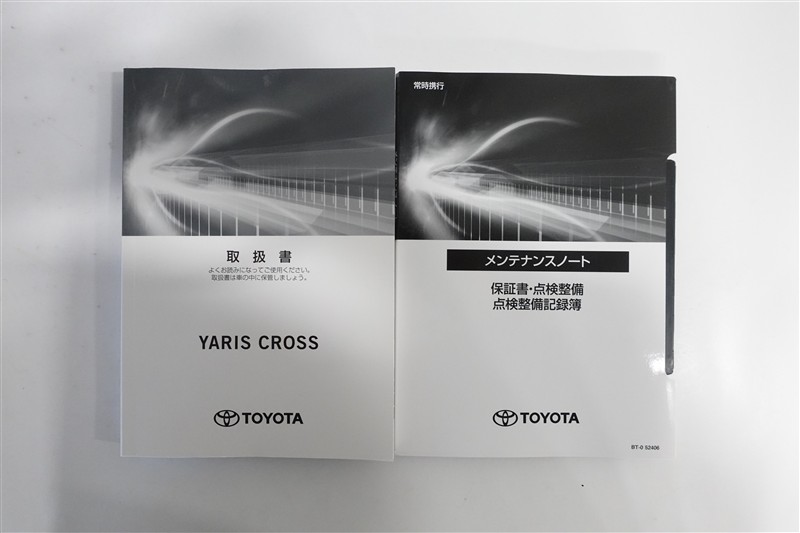 取扱書
よくお読みになってご使用ください。
取扱書は車の中に保管しましょう。
YARIS CROSS
TOYOTA
常時携行
メンテナンスノート
保証書・点検整備
点検整備記録簿
TOYOTA
BT-0 52406